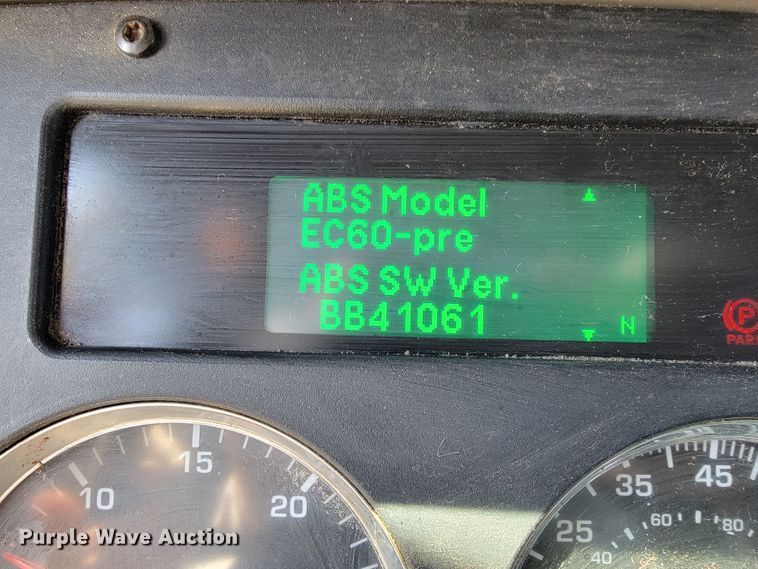 ABS Model
EC60-pre
ABS SW Ver.
BB41061
N
P
PAR
10
15
20
25
35
45
40
60
80
Purple Wave Auction